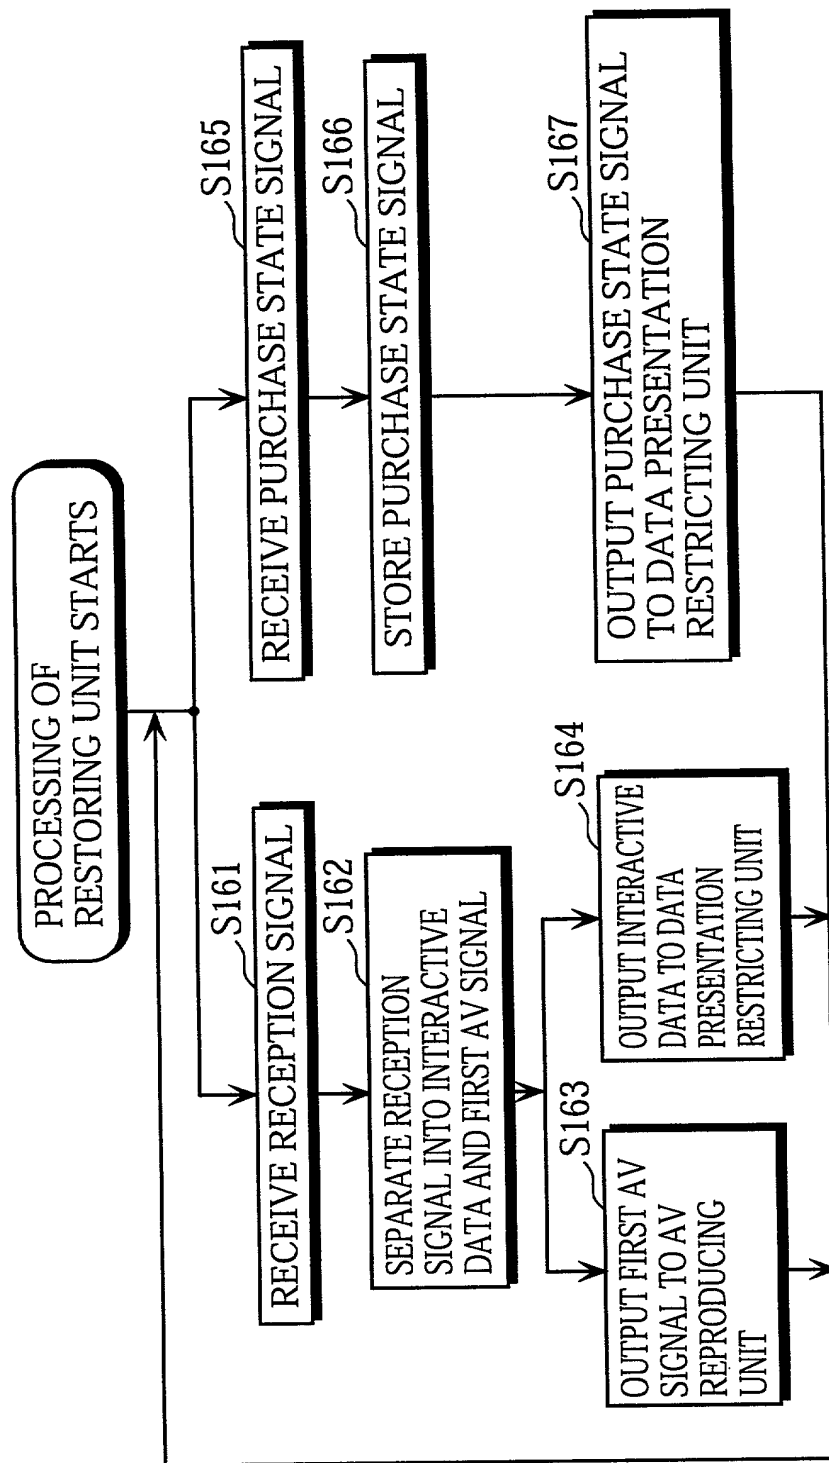 PROCESSING OF
RESTORING UNIT STARTS
S161
RECEIVE RECEPTION SIGNAL
S162
SEPARATE RECEPTION
SIGNAL INTO INTERACTIVE
DATA AND FIRST AV SIGNAL
S163
OUTPUT FIRST AV
SIGNAL TO AV
REPRODUCING
UNIT
S164
OUTPUT INTERACTIVE
DATA TO DATA
PRESENTATION
RESTRICTING UNIT
S165
RECEIVE PURCHASE STATE SIGNAL
S166
STORE PURCHASE STATE SIGNAL
S167
OUTPUT PURCHASE STATE SIGNAL
TO DATA PRESENTATION
RESTRICTING UNIT